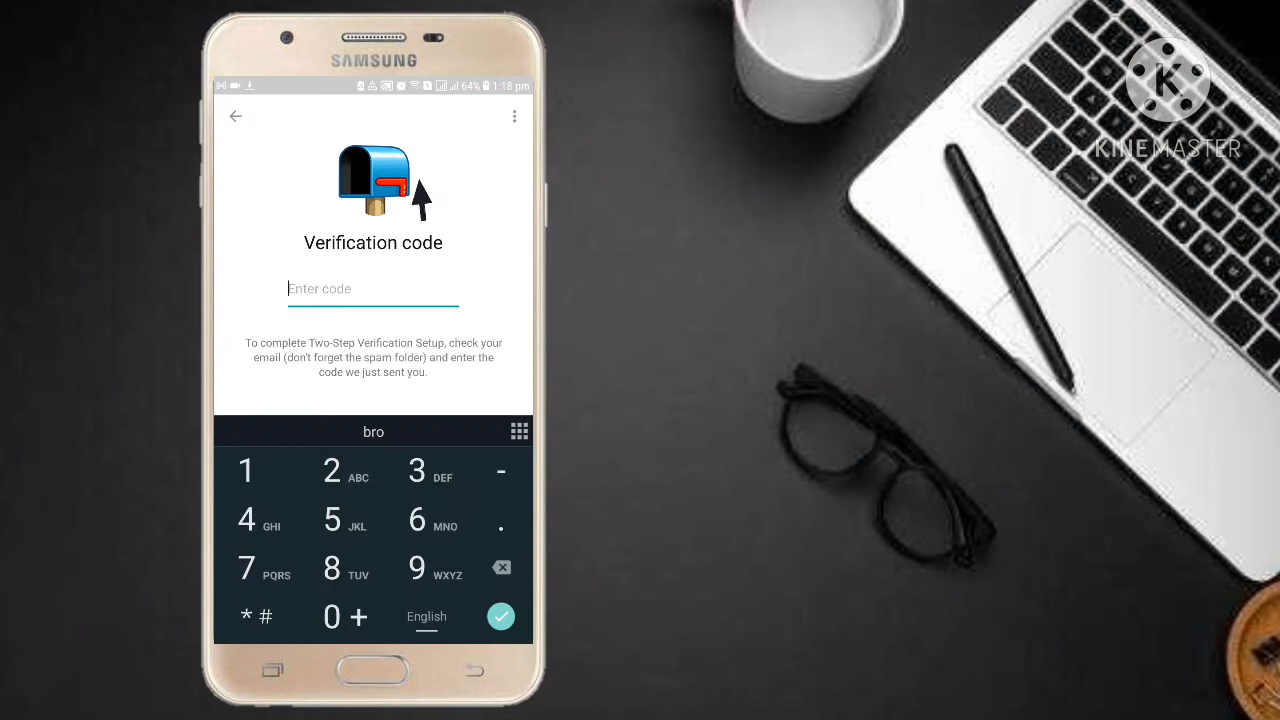 SAMSUNG
64% 1:18 pm
Verification code
Enter code
To complete Two-Step Verification Setup, check your
email (don't forget the spam folder) and enter the
code we just sent you.
bro
1 2 ABC 3 DEF -
4 GHI 5 JKL 6 MNO .
7 PQRS 8 TUV 9 WXYZ
* # 0 + English
K
KINEMASTER